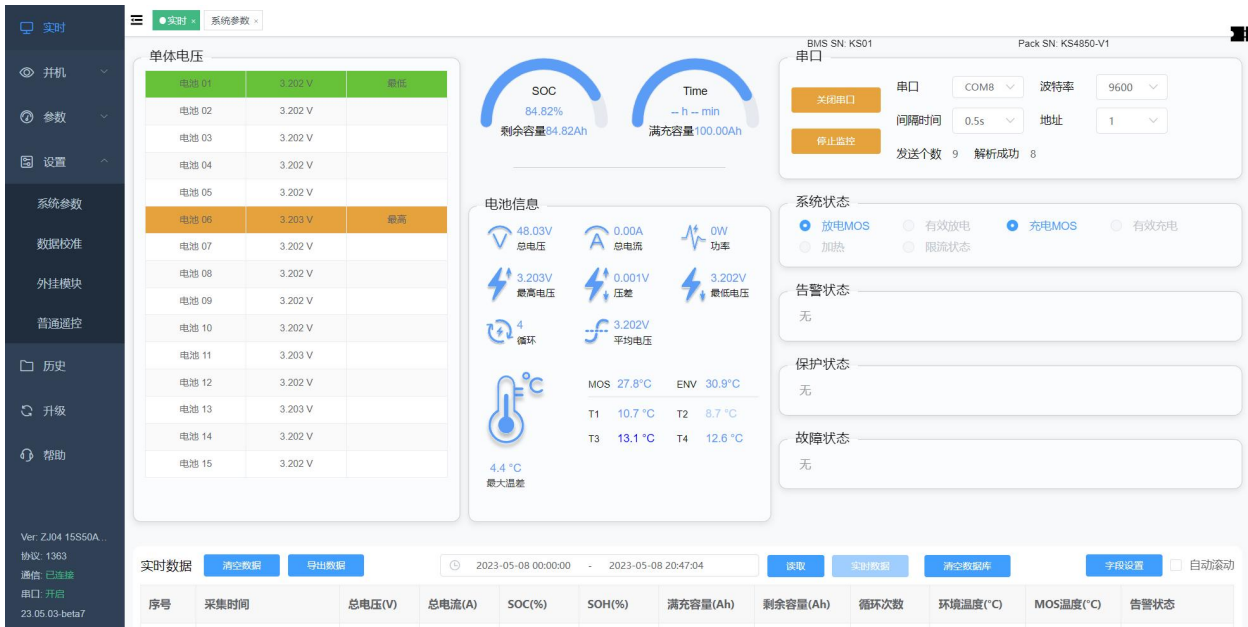 实时
并机
参数
设置
系统参数
数据校准
外挂模块
普通遥控
历史
升级
帮助
Ver: ZJ04 15S50A...
协议: 1363
通信: 已连接
串口: 开启
23.05.03-beta7
实时 × 系统参数 ×
BMS SN: KS01 Pack SN: KS4850-V1
单体电压
电池 01 3.202 V 最低
电池 02 3.202 V
电池 03 3.202 V
电池 04 3.202 V
电池 05 3.202 V
电池 06 3.203 V 最高
电池 07 3.202 V
电池 08 3.202 V
电池 09 3.202 V
电池 10 3.202 V
电池 11 3.203 V
电池 12 3.202 V
电池 13 3.203 V
电池 14 3.202 V
电池 15 3.202 V
SOC
84.82%
剩余容量84.82Ah
Time
-- h -- min
满充容量100.00Ah
电池信息
48.03V 总电压
0.00A 总电流
0W 功率
3.203V 最高电压
0.001V 压差
3.202V 最低电压
4 循环
3.202V 平均电压
°C
MOS 27.8°C ENV 30.9°C
T1 10.7 °C T2 8.7 °C
T3 13.1 °C T4 12.6 °C
4.4 °C
最大温差
串口
关闭串口
停止监控
串口 COM8 波特率 9600
间隔时间 0.5s 地址 1
发送个数 9 解析成功 8
系统状态
放电MOS 有效放电 充电MOS 有效充电
加热 限流状态
告警状态
无
保护状态
无
故障状态
无
实时数据 清空数据 导出数据 2023-05-08 00:00:00 - 2023-05-08 20:47:04 读取 实时数据 清空数据库 字段设置 自动滚动
序号 采集时间 总电压(V) 总电流(A) SOC(%) SOH(%) 满充容量(Ah) 剩余容量(Ah) 循环次数 环境温度(°C) MOS温度(°C) 告警状态